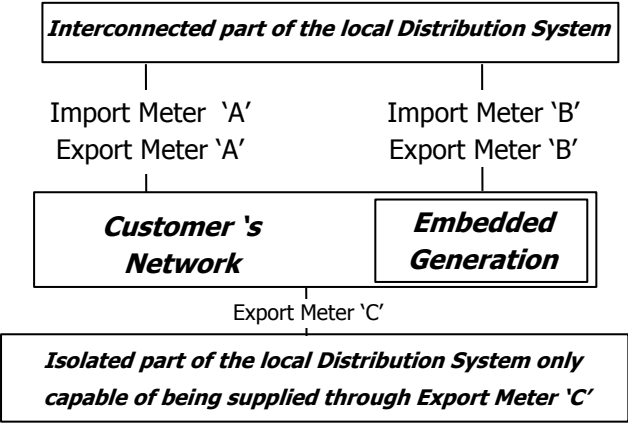 Interconnected part of the local Distribution System
Import Meter ‘A’ Import Meter ‘B’
Export Meter ‘A’ Export Meter ‘B’
Customer ‘s Embedded
Network Generation
Export Meter ‘C’
Isolated part of the local Distribution System only
capable of being supplied through Export Meter ‘C’